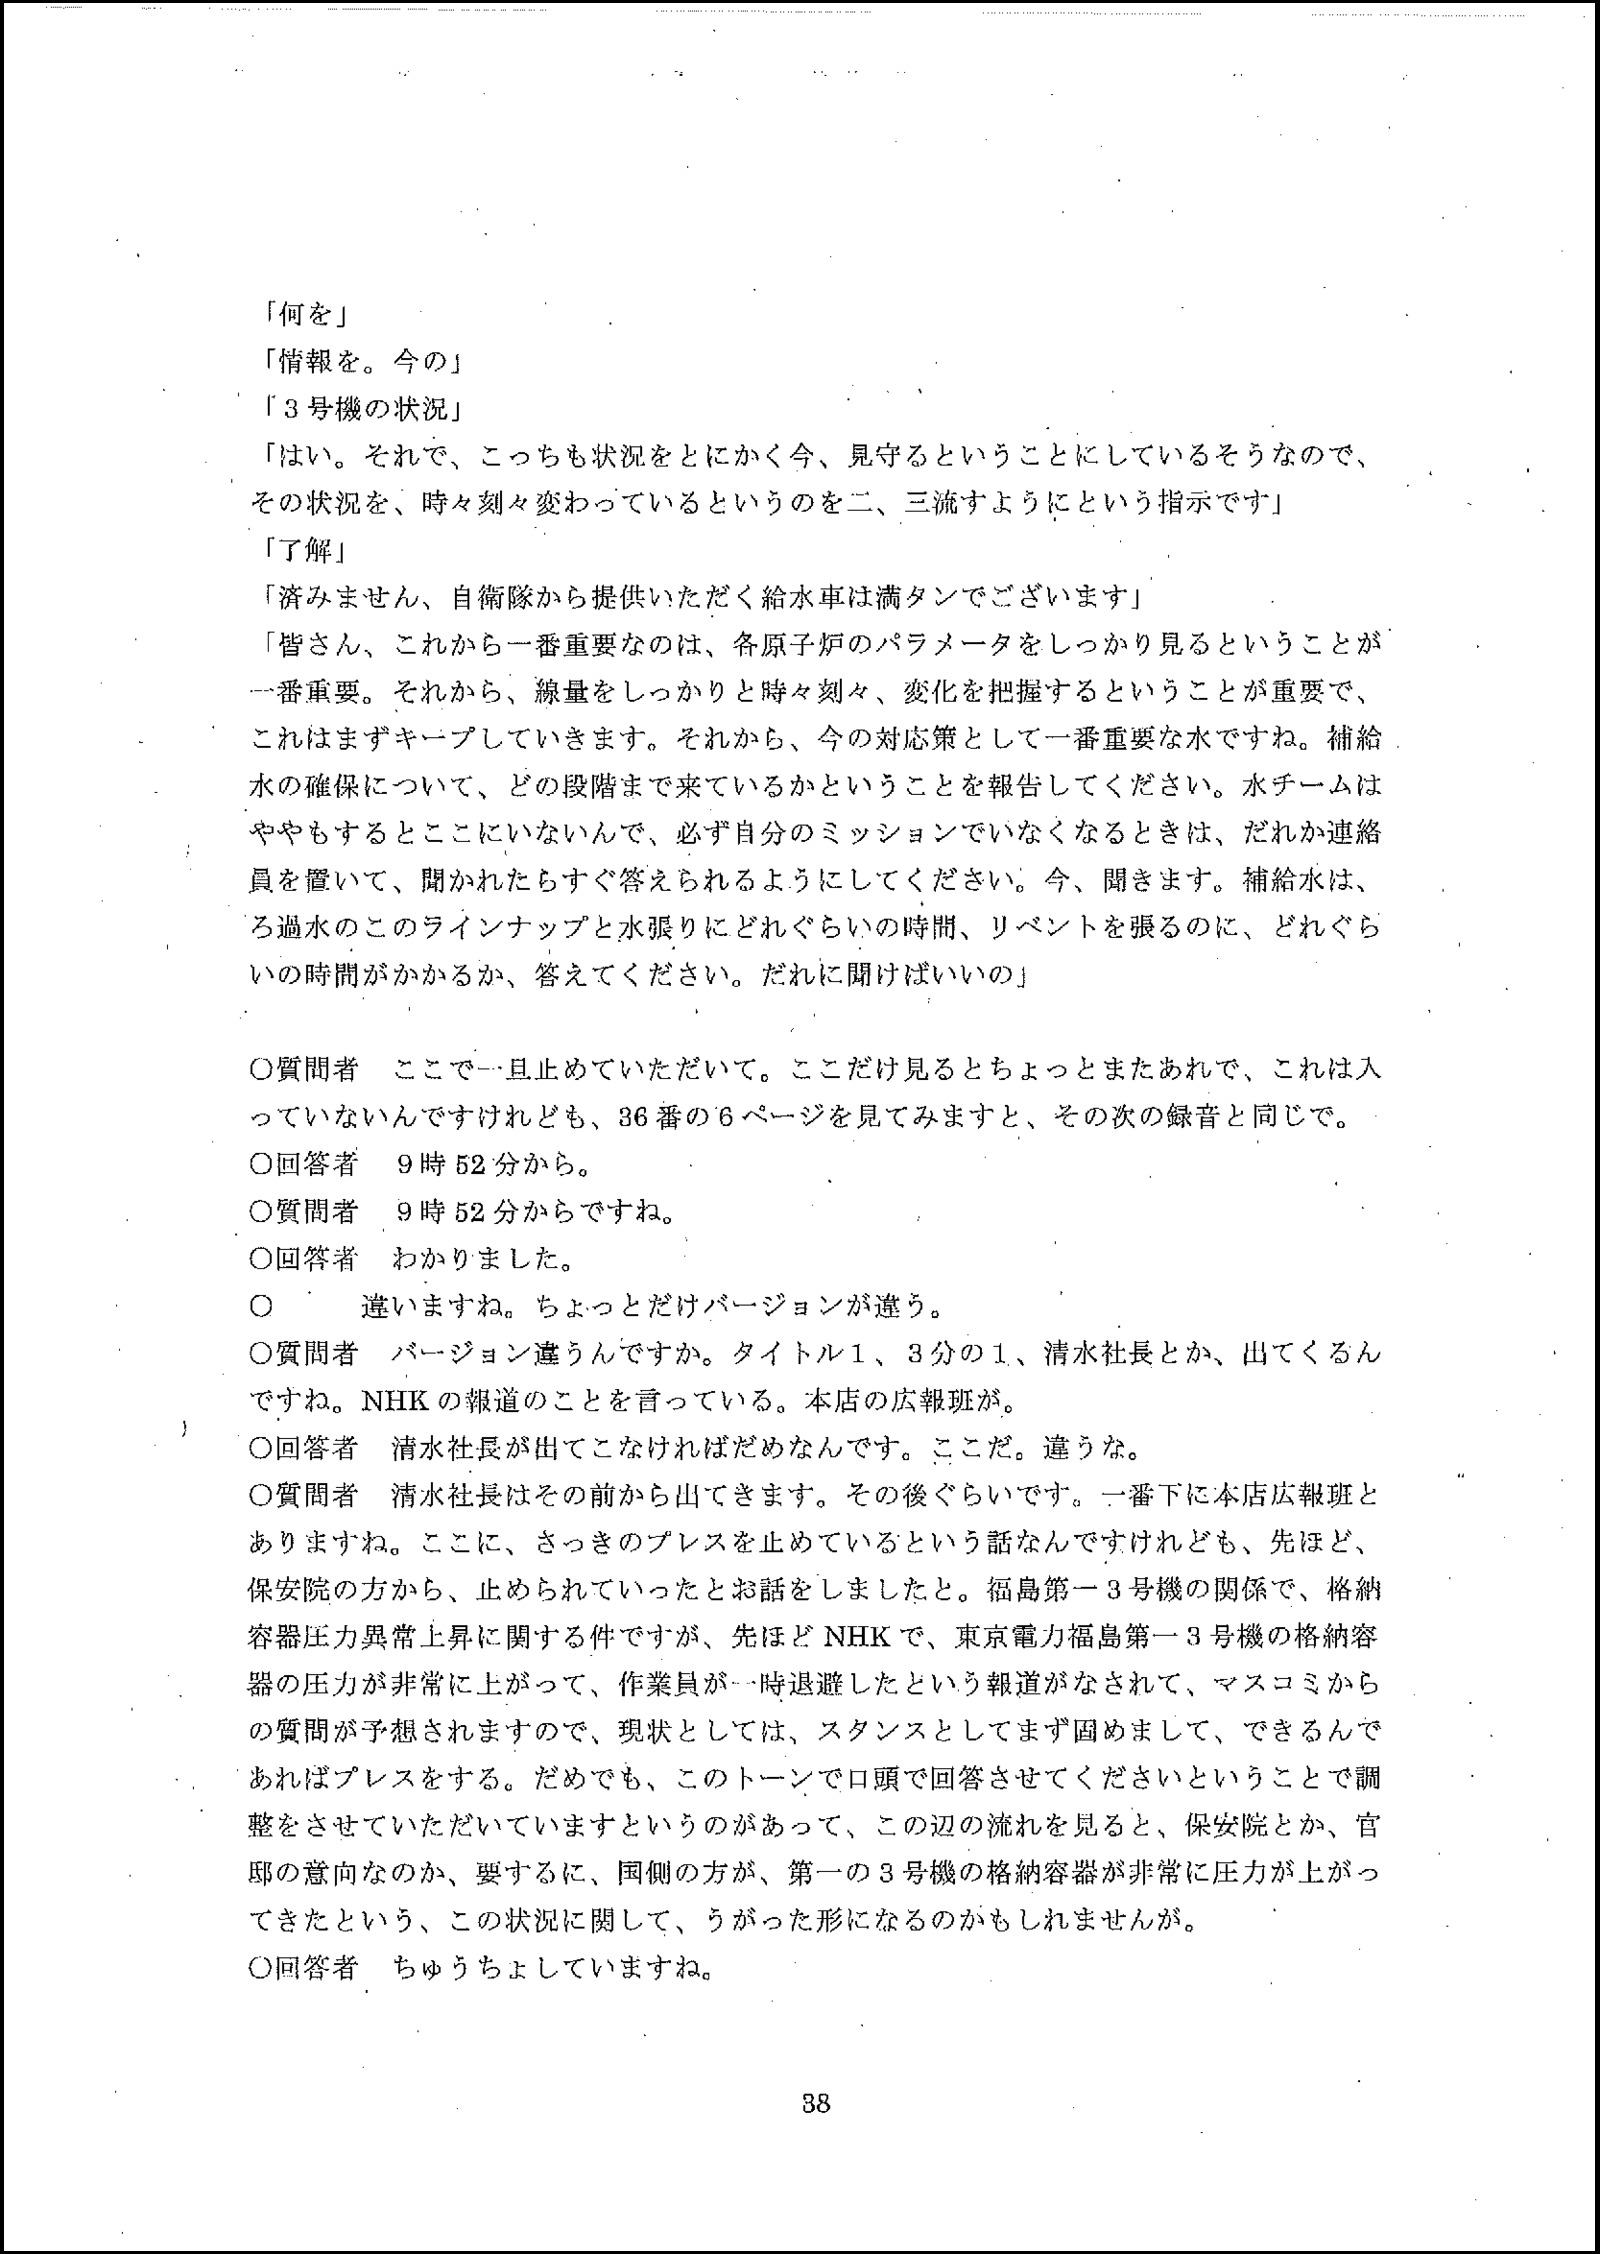 「何を」
「情報を。今の」
「３号機の状況」
「はい。それで、こっちも状況をとにかく今、見守るということにしているそうなので、
その状況を、時々刻々変わっているというのを二、三流すようにという指示です」
「了解」
「済みません、自衛隊から提供いただく給水車は満タンでございます」
「皆さん、これから一番重要なのは、各原子炉のパラメータをしっかり見るということが
一番重要。それから、線量をしっかりと時々刻々、変化を把握するということが重要で、
これはまずキープしていきます。それから、今の対応策として一番重要な水ですね。補給
水の確保について、どの段階まで来ているかということを報告してください。水チームは
ややもするとここにいないんで、必ず自分のミッションでいなくなるときは、だれか連絡
員を置いて、聞かれたらすぐ答えられるようにしてください。今、聞きます。補給水は、
ろ過水のこのラインナップと水張りにどれぐらいの時間、リベントを張るのに、どれぐら
いの時間がかかるか、答えてください。だれに聞けばいいの」
○質問者　ここで一旦止めていただいて。ここだけ見るとちょっとまたあれで、これは入
っていないんですけれども、36 番の６ページを見てみますと、その次の録音と同じで。
○回答者　９時 52 分から。
○質問者　９時 52 分からですね。
○回答者　わかりました。
○　　　違いますね。ちょっとだけバージョンが違う。
○質問者　バージョン違うんですか。タイトル１、３分の１、清水社長とか、出てくるん
ですね。NHK の報道のことを言っている。本店の広報班が。
○回答者　清水社長が出てこなければだめなんです。ここだ。違うな。
○質問者　清水社長はその前から出てきます。その後ぐらいです。一番下に本店広報班と
ありますね。ここに、さっきのプレスを止めているという話なんですけれども、先ほど、
保安院の方から、止められていったとお話をしましたと。福島第一３号機の関係で、格納
容器圧力異常上昇に関する件ですが、先ほど NHK で、東京電力福島第一３号機の格納容
器の圧力が非常に上がって、作業員が一時退避したという報道がなされて、マスコミから
の質問が予想されますので、現状としては、スタンスとしてまず固めまして、できるんで
あればプレスをする。だめでも、このトーンで口頭で回答させてくださいということで調
整をさせていただいていますというのがあって、この辺の流れを見ると、保安院とか、官
邸の意向なのか、要するに、国側の方が、第一の３号機の格納容器が非常に圧力が上がっ
てきたという、この状況に関して、うがった形になるのかもしれませんが。
○回答者　ちゅうちょしていますね。
38